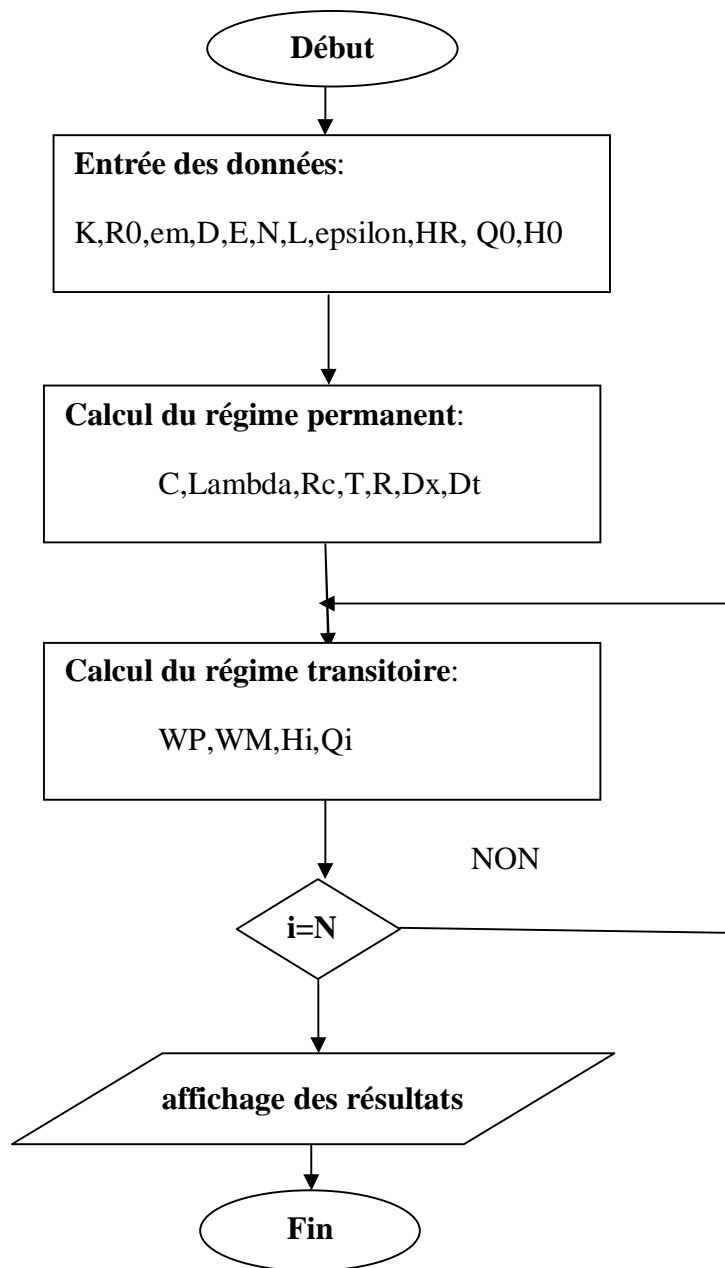 Début
Entrée des données:
K,R0,em,D,E,N,L,epsilon,HR, Q0,H0
Calcul du régime permanent:
C,Lambda,Rc,T,R,Dx,Dt
Calcul du régime transitoire:
WP,WM,Hi,Qi
NON
i=N
affichage des résultats
Fin